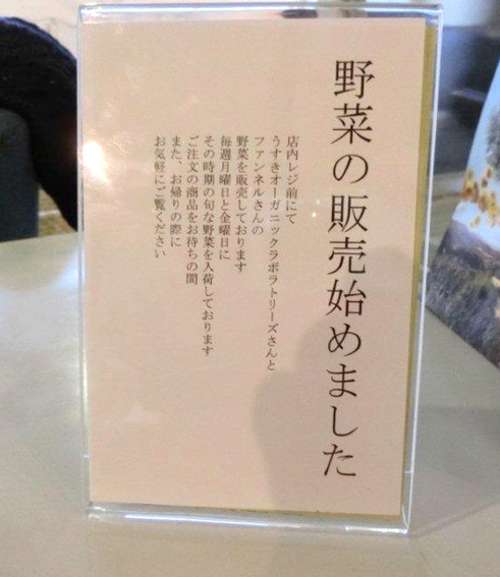 野菜の販売始めました
店内レジ前にて
うすきオーガニックラボラトリーズさんと
ファンネルさんの
野菜を販売しております
毎週月曜日と金曜日に
その時期の旬な野菜を入荷しております
ご注文の商品をお待ちの間
また、お帰りの際に
お気軽にご覧ください